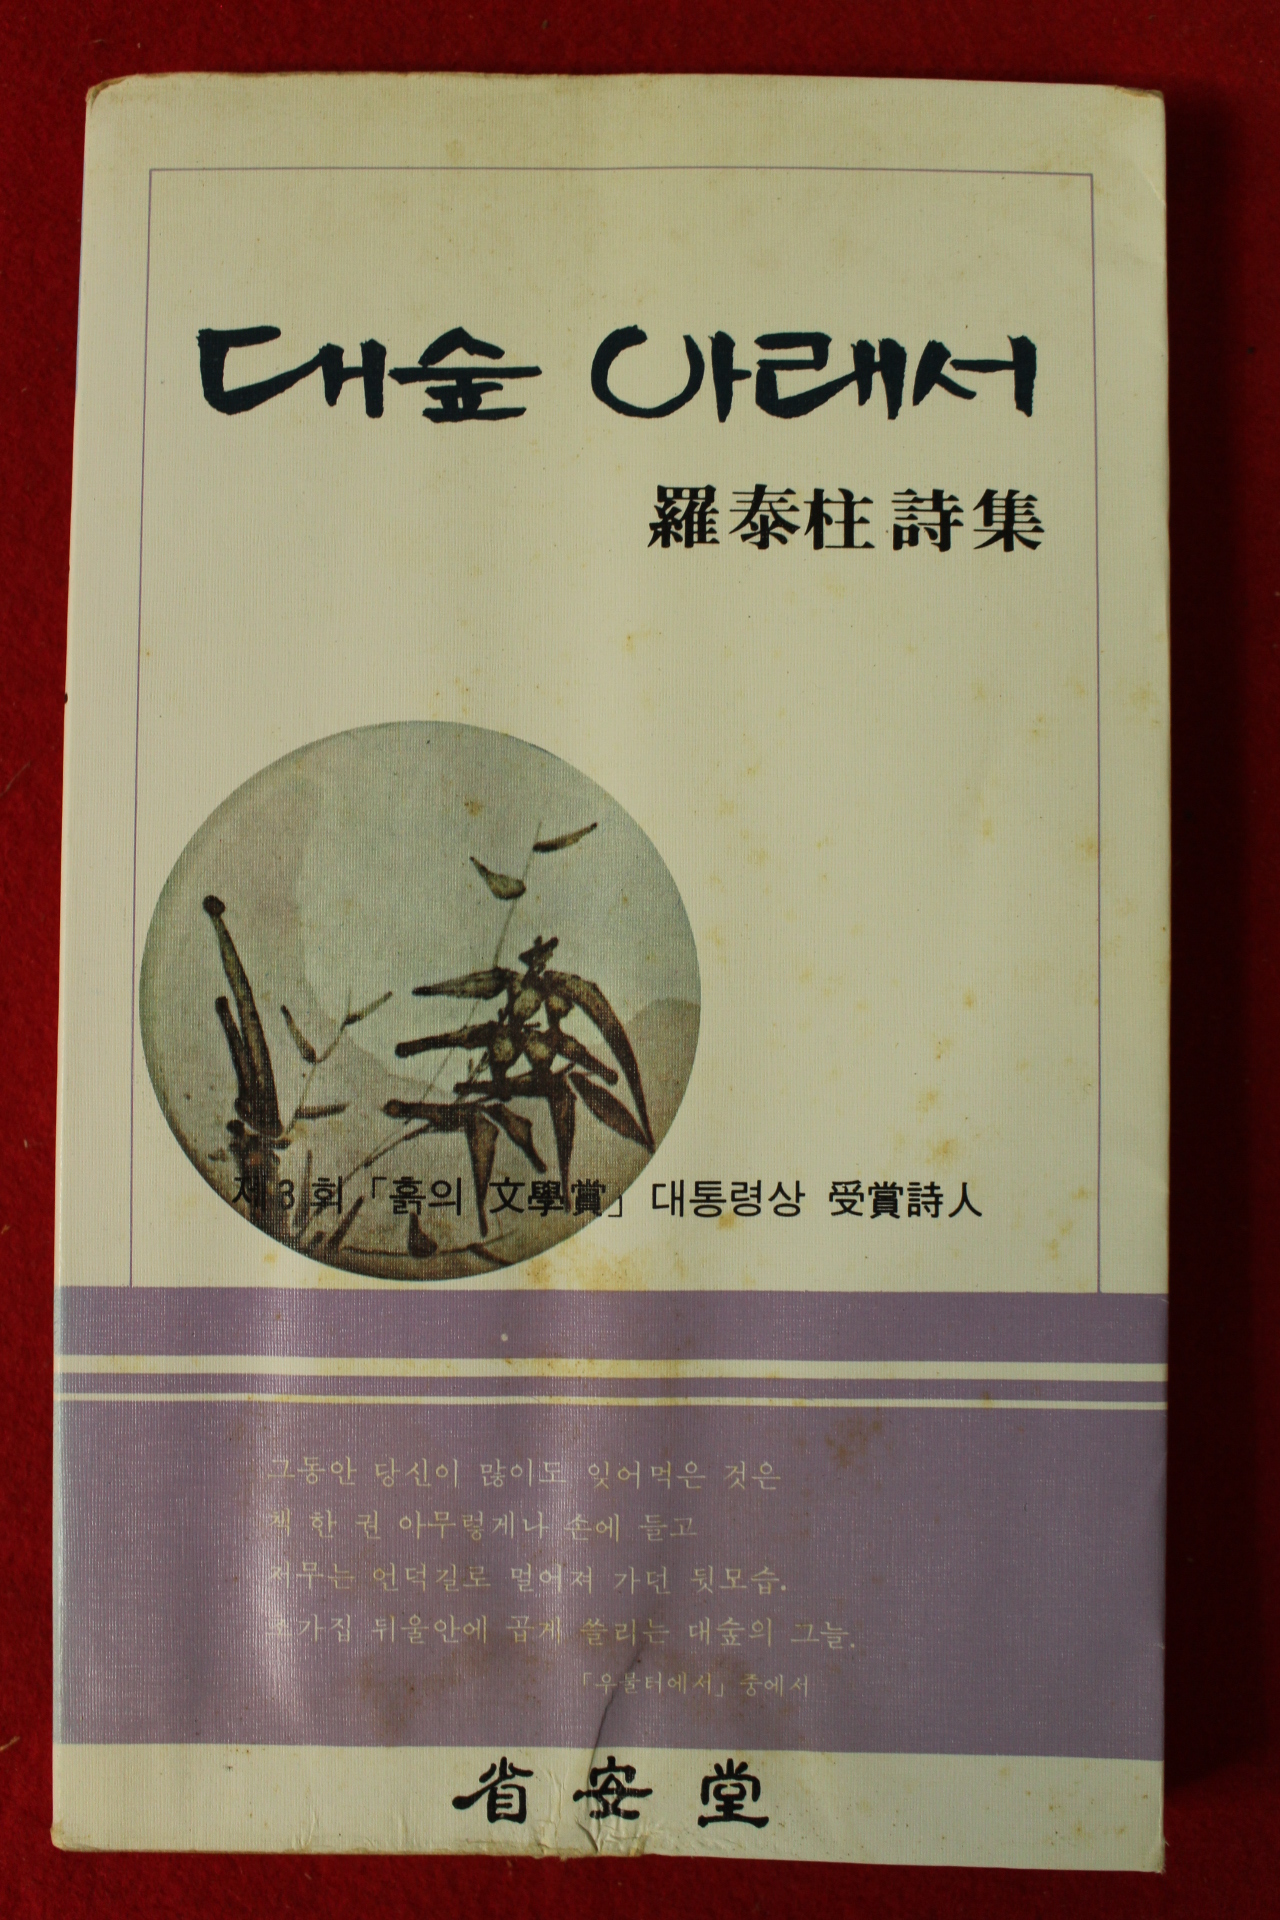 대숲 아래서
羅泰柱 詩集
제3회 「흙의 文學賞」 대통령상 受賞詩人
그동안 당신이 많이도 잊어먹은 것은
책 한 권 아무렇게나 손에 들고
저무는 언덕길로 멀어져 가던 뒷모습.
초가집 뒤울안에 곱게 쓸리는 대숲의 그늘.
「우물터에서」 중에서
省安堂